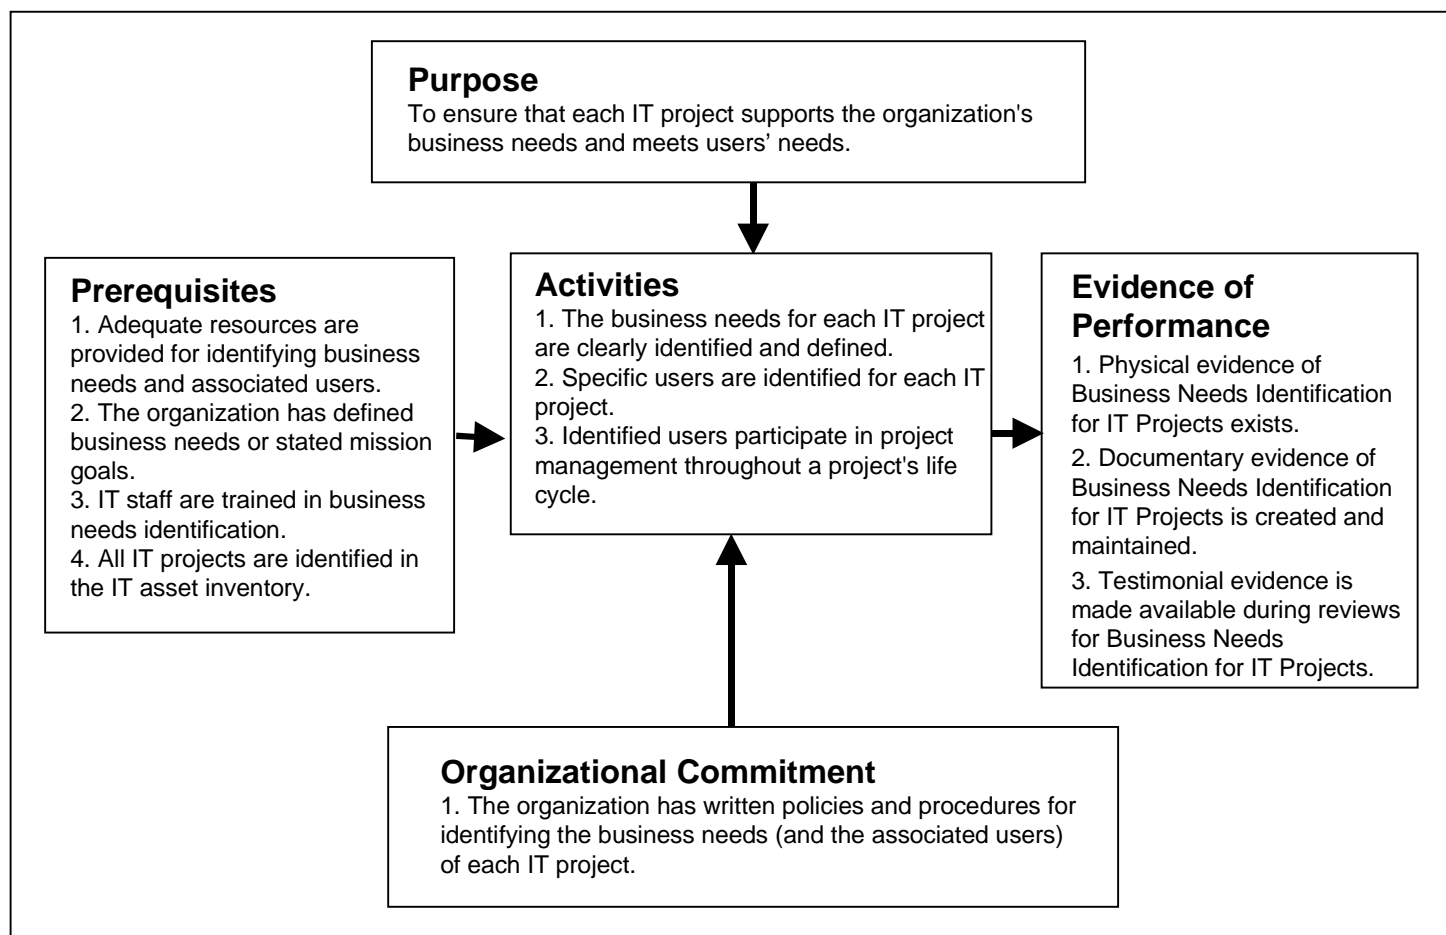 Purpose
To ensure that each IT project supports the organization's
business needs and meets users’ needs.
Prerequisites
1. Adequate resources are
provided for identifying business
needs and associated users.
2. The organization has defined
business needs or stated mission
goals.
3. IT staff are trained in business
needs identification.
4. All IT projects are identified in
the IT asset inventory.
Activities
1. The business needs for each IT project
are clearly identified and defined.
2. Specific users are identified for each IT
project.
3. Identified users participate in project
management throughout a project's life
cycle.
Evidence of
Performance
1. Physical evidence of
Business Needs Identification
for IT Projects exists.
2. Documentary evidence of
Business Needs Identification
for IT Projects is created and
maintained.
3. Testimonial evidence is
made available during reviews
for Business Needs
Identification for IT Projects.
Organizational Commitment
1. The organization has written policies and procedures for
identifying the business needs (and the associated users)
of each IT project.